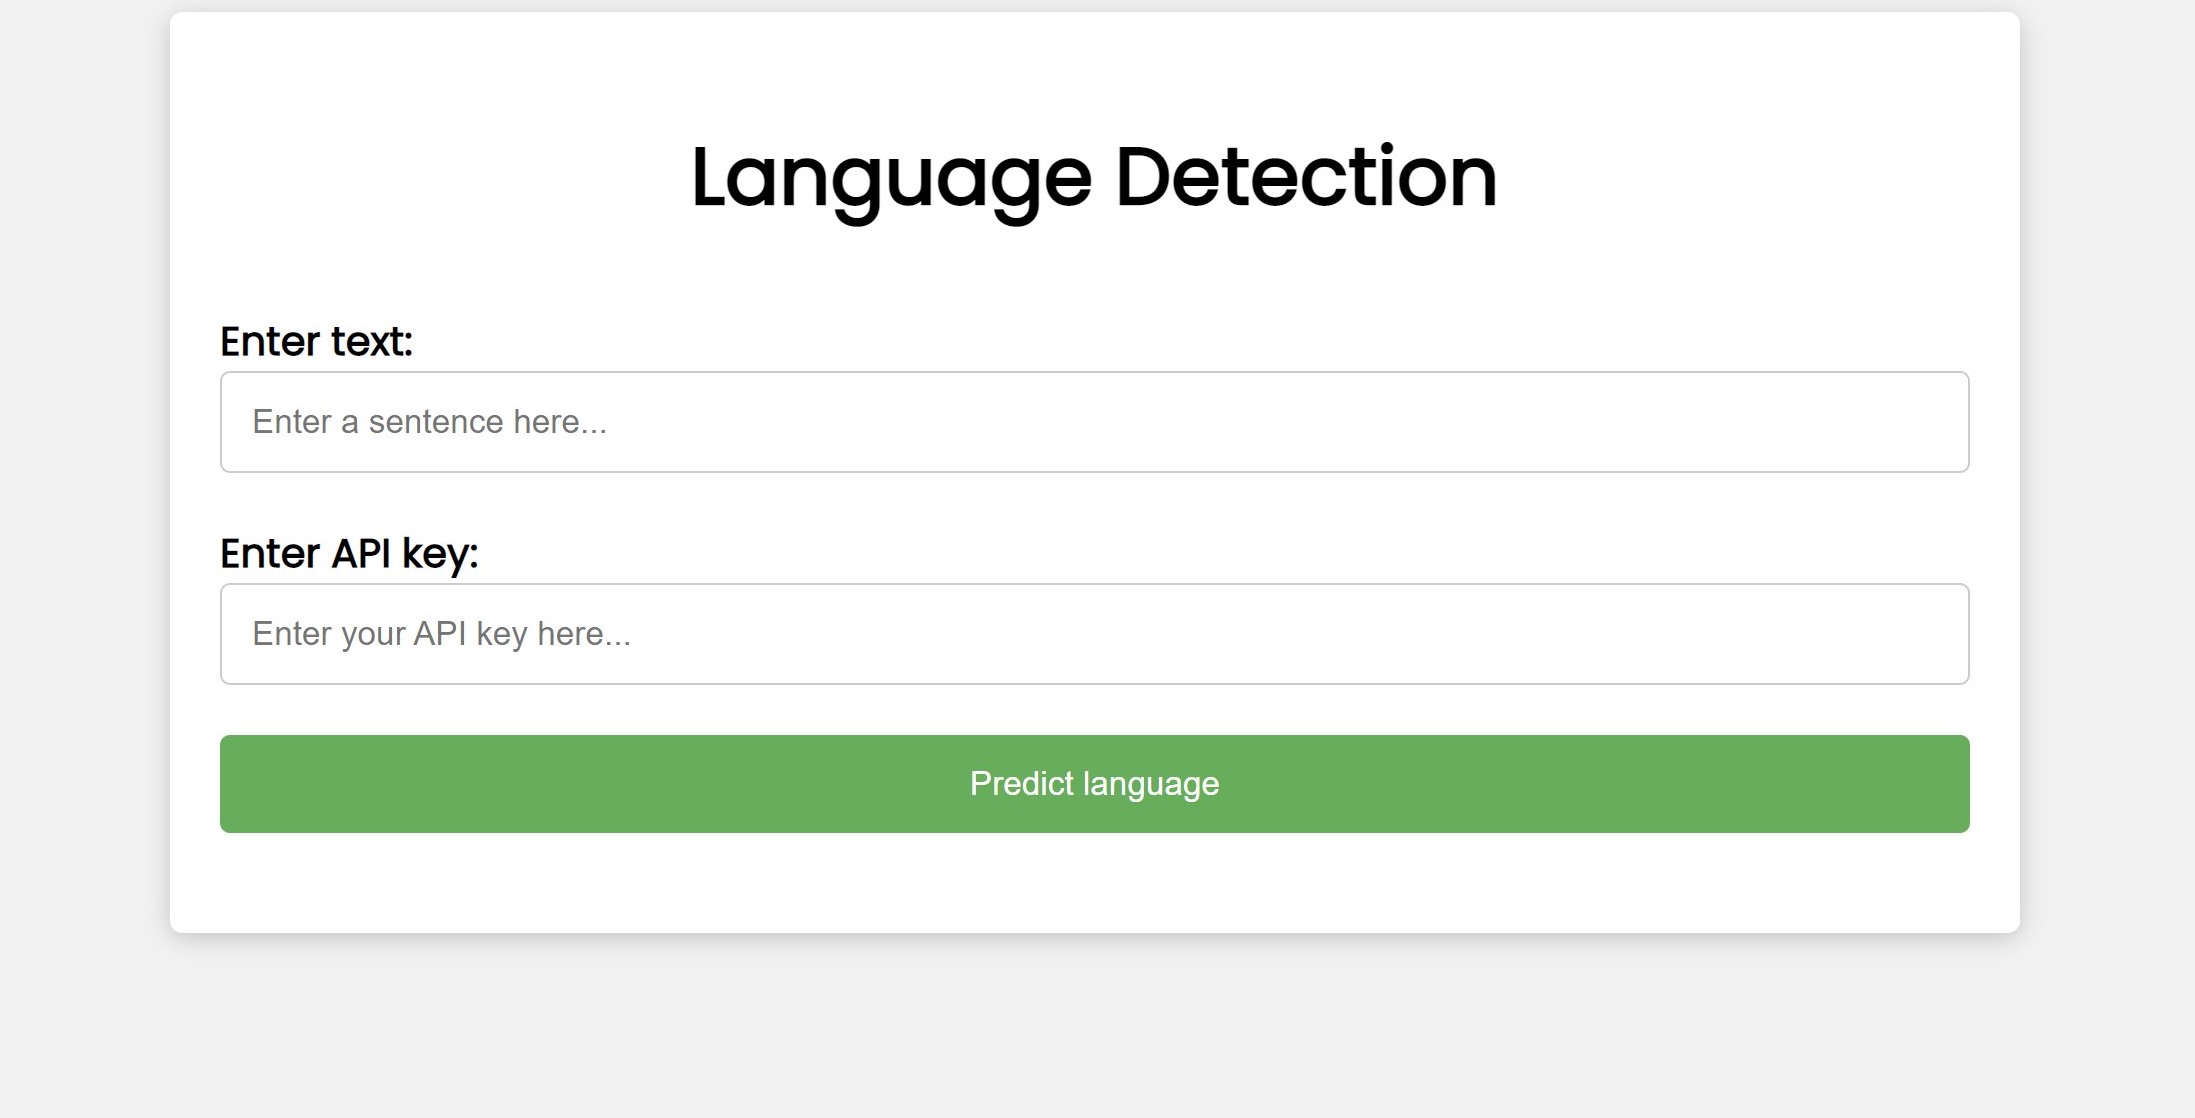 Language Detection
Enter text:
Enter a sentence here...
Enter API key:
Enter your API key here...
Predict language